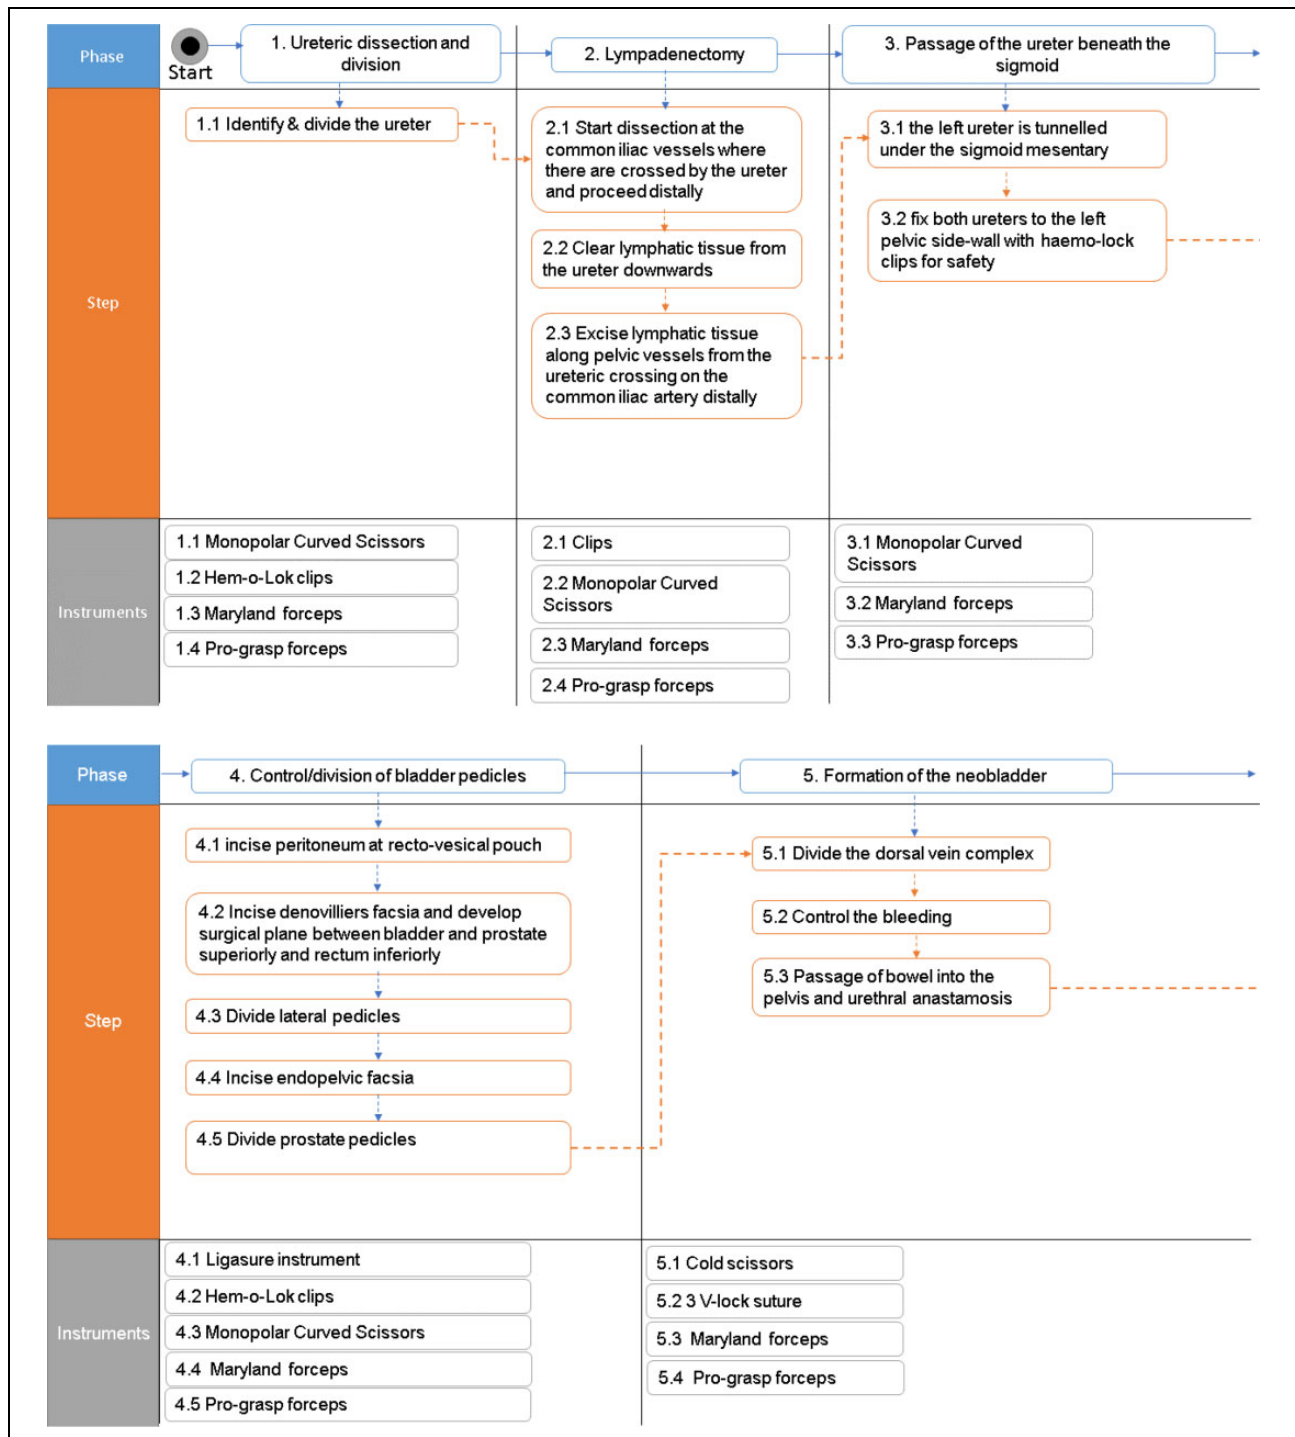 Phase
Start
1. Ureteric dissection and
division
2. Lympadenectomy
3. Passage of the ureter beneath the
sigmoid
Step
1.1 Identify & divide the ureter
2.1 Start dissection at the
common iliac vessels where
there are crossed by the ureter
and proceed distally
2.2 Clear lymphatic tissue from
the ureter downwards
2.3 Excise lymphatic tissue
along pelvic vessels from the
ureteric crossing on the
common iliac artery distally
3.1 the left ureter is tunnelled
under the sigmoid mesentary
3.2 fix both ureters to the left
pelvic side-wall with haemo-lock
clips for safety
Instruments
1.1 Monopolar Curved Scissors
1.2 Hem-o-Lok clips
1.3 Maryland forceps
1.4 Pro-grasp forceps
2.1 Clips
2.2 Monopolar Curved
Scissors
2.3 Maryland forceps
2.4 Pro-grasp forceps
3.1 Monopolar Curved
Scissors
3.2 Maryland forceps
3.3 Pro-grasp forceps
Phase
4. Control/division of bladder pedicles
5. Formation of the neobladder
Step
4.1 incise peritoneum at recto-vesical pouch
4.2 Incise denovilliers facsia and develop
surgical plane between bladder and prostate
superiorly and rectum inferiorly
4.3 Divide lateral pedicles
4.4 Incise endopelvic facsia
4.5 Divide prostate pedicles
5.1 Divide the dorsal vein complex
5.2 Control the bleeding
5.3 Passage of bowel into the
pelvis and urethral anastamosis
Instruments
4.1 Ligasure instrument
4.2 Hem-o-Lok clips
4.3 Monopolar Curved Scissors
4.4 Maryland forceps
4.5 Pro-grasp forceps
5.1 Cold scissors
5.2 3 V-lock suture
5.3 Maryland forceps
5.4 Pro-grasp forceps